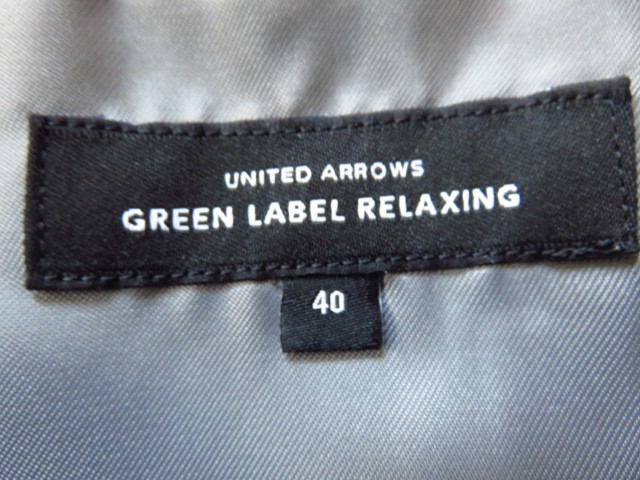 UNITED ARROWS
GREEN LABEL RELAXING
40